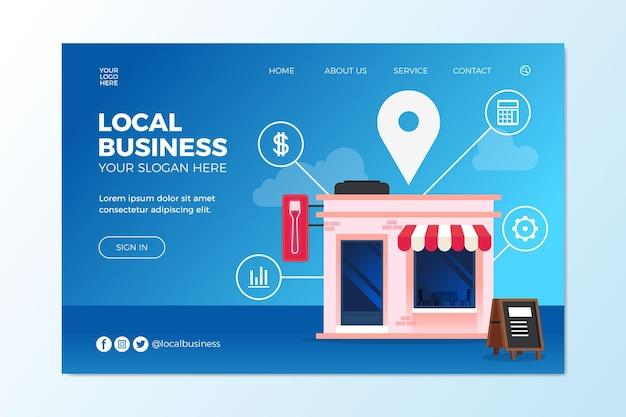 YOUR
LOGO
HERE
HOME ABOUT US SERVICE CONTACT
LOCAL
BUSINESS
YOUR SLOGAN HERE
Lorem ipsum dolor sit amet,
consectetur adipiscing elit.
SIGN IN
$
@localbusiness